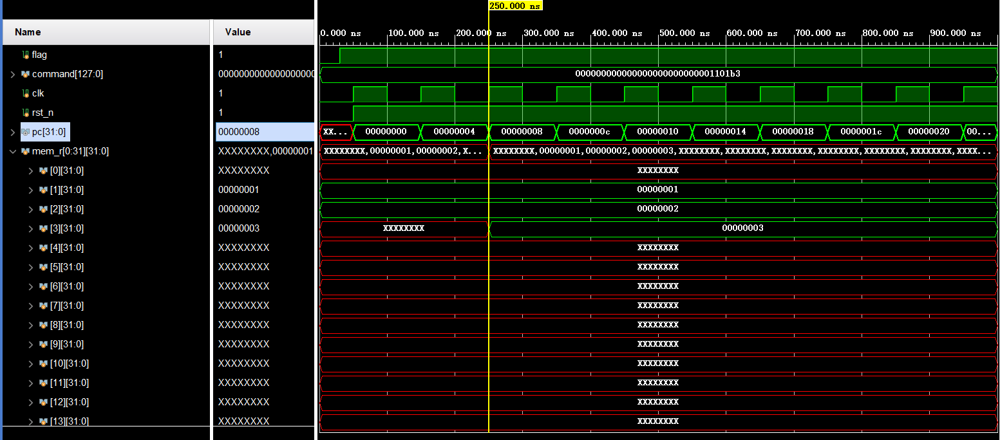 250.000 ns
Name Value 0.000 ns 100.000 ns 200.000 ns 300.000 ns 400.000 ns 500.000 ns 600.000 ns 700.000 ns 800.000 ns 900.000 ns
flag 1
command[127:0] 0000000000000000000 000000000000000000000000001101b3
clk 1
rst_n 1
pc[31:0] 00000008 XX... 00000000 00000004 00000008 0000000c 00000010 00000014 00000018 0000001c 00000020 00...
mem_r[0:31][31:0] XXXXXXXX,00000001 XXXXXXXX,00000001,00000002,X... XXXXXXXX,00000001,00000002,00000003,XXXXXXXX,XXXXXXXX,XXXXXXXX,XXXXXXXX,XXXXXXXX,XXXXXXXX,XXXX...
[0][31:0] XXXXXXXX XXXXXXXX
[1][31:0] 00000001 00000001
[2][31:0] 00000002 00000002
[3][31:0] 00000003 XXXXXXXX 00000003
[4][31:0] XXXXXXXX XXXXXXXX
[5][31:0] XXXXXXXX XXXXXXXX
[6][31:0] XXXXXXXX XXXXXXXX
[7][31:0] XXXXXXXX XXXXXXXX
[8][31:0] XXXXXXXX XXXXXXXX
[9][31:0] XXXXXXXX XXXXXXXX
[10][31:0] XXXXXXXX XXXXXXXX
[11][31:0] XXXXXXXX XXXXXXXX
[12][31:0] XXXXXXXX XXXXXXXX
[13][31:0] XXXXXXXX XXXXXXXX